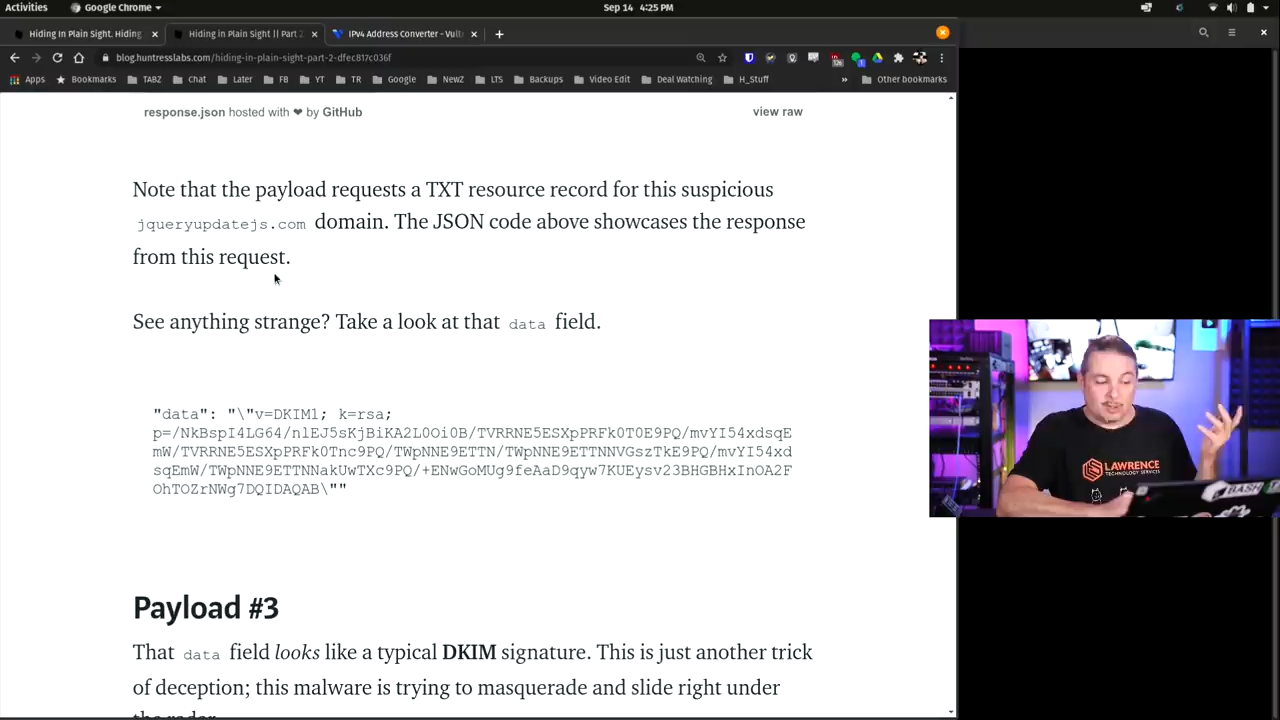 Activities
Google Chrome
Sep 14 4:25 PM
Hiding In Plain Sight. Hiding
Hiding in Plain Sight || Part 2
IPv4 Address Converter - Vult
blog.huntresslabs.com/hiding-in-plain-sight-part-2-dfec817c036f
Apps
Bookmarks
TABZ
Chat
Later
FB
YT
TR
Google
NewZ
LTS
Backups
Video Edit
Deal Watching
H_Stuff
Other bookmarks
response.json hosted with ❤ by GitHub
view raw
Note that the payload requests a TXT resource record for this suspicious
jqueryupdatejs.com domain. The JSON code above showcases the response
from this request.
See anything strange? Take a look at that data field.
"data": "\"v=DKIM1; k=rsa;
p=/NkBspI4LG64/nlEJ5sKjBiKA2L0Oi0B/TVRRNE5ESXpPRFk0T0E9PQ/mvYI54xdsqE
mW/TVRRNE5ESXpPRFk0Tnc9PQ/TWpNNE9ETTN/TWpNNE9ETTNNVGszTkE9PQ/mvYI54xd
sqEmW/TWpNNE9ETTNNakUwTXc9PQ/+ENwGoMUg9feAaD9qyw7KUEysv23BHGBHxInOA2F
OhTOZrNWg7DQIDAQAB\""
LAWRENCE
TECHNOLOGY SERVICES
BASH
Payload #3
That data field looks like a typical DKIM signature. This is just another trick
of deception; this malware is trying to masquerade and slide right under
the radar.